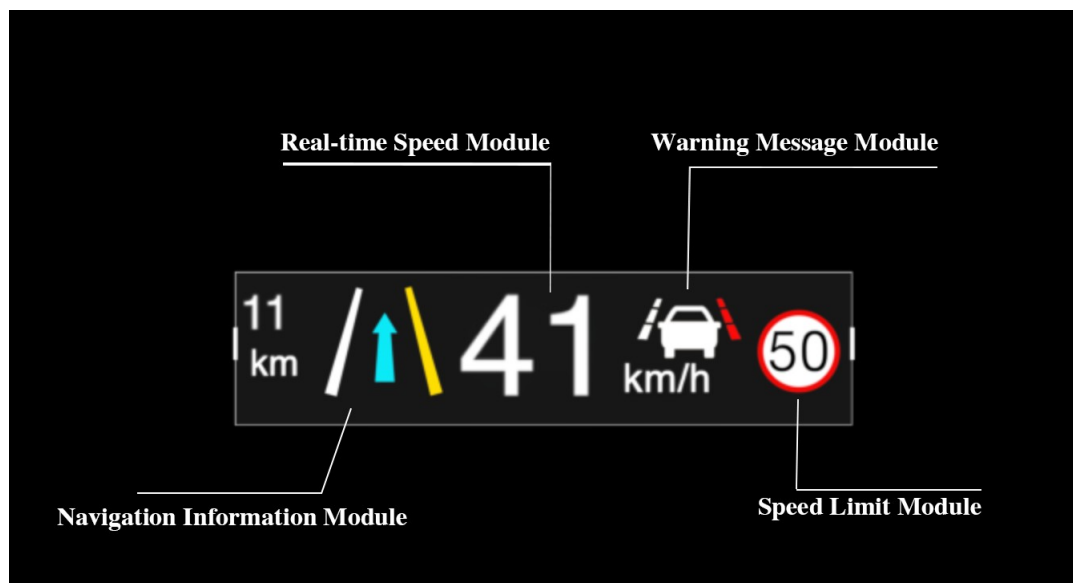 Real-time Speed Module
Warning Message Module
11
km
41
km/h
50
Navigation Information Module
Speed Limit Module